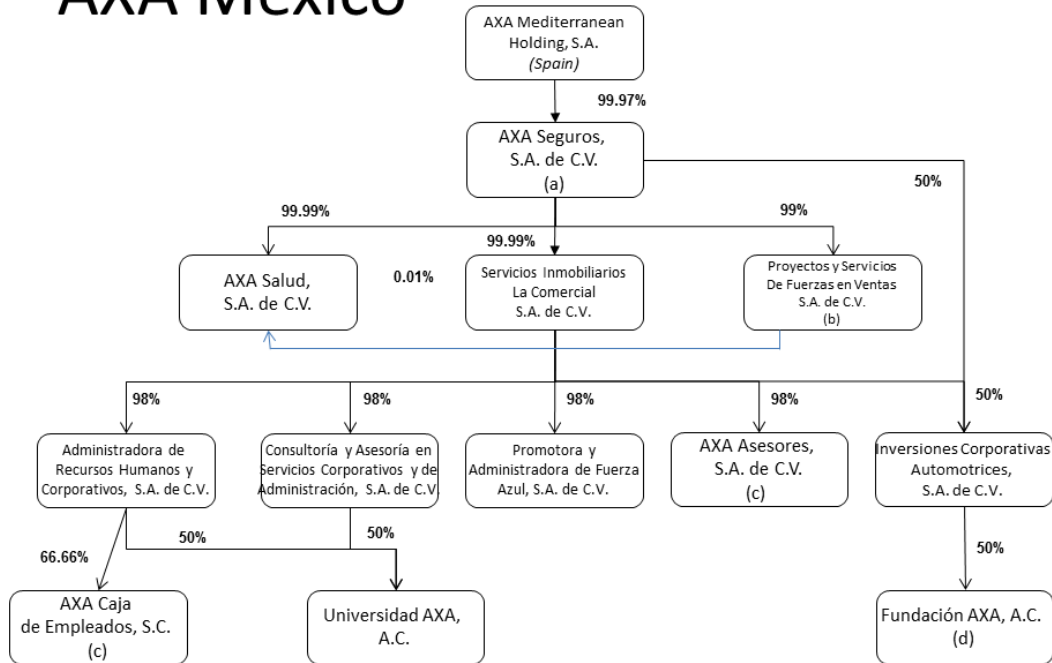 AXA México
AXA Mediterranean
Holding, S.A.
(Spain)
99.97%
AXA Seguros,
S.A. de C.V.
(a)
50%
99.99%
99.99%
99%
AXA Salud,
S.A. de C.V.
0.01%
Servicios Inmobiliarios
La Comercial
S.A. de C.V.
Proyectos y Servicios
De Fuerzas en Ventas
S.A. de C.V.
(b)
98%
98%
98%
98%
50%
Administradora de
Recursos Humanos y
Corporativos, S.A. de C.V.
Consultoría y Asesoría en
Servicios Corporativos y de
Administración, S.A. de C.V.
Promotora y
Administradora de Fuerza
Azul, S.A. de C.V.
AXA Asesores,
S.A. de C.V.
(c)
Inversiones Corporativas
Automotrices,
S.A. de C.V.
66.66%
50%
50%
50%
AXA Caja
de Empleados, S.C.
(c)
Universidad AXA,
A.C.
Fundación AXA, A.C.
(d)